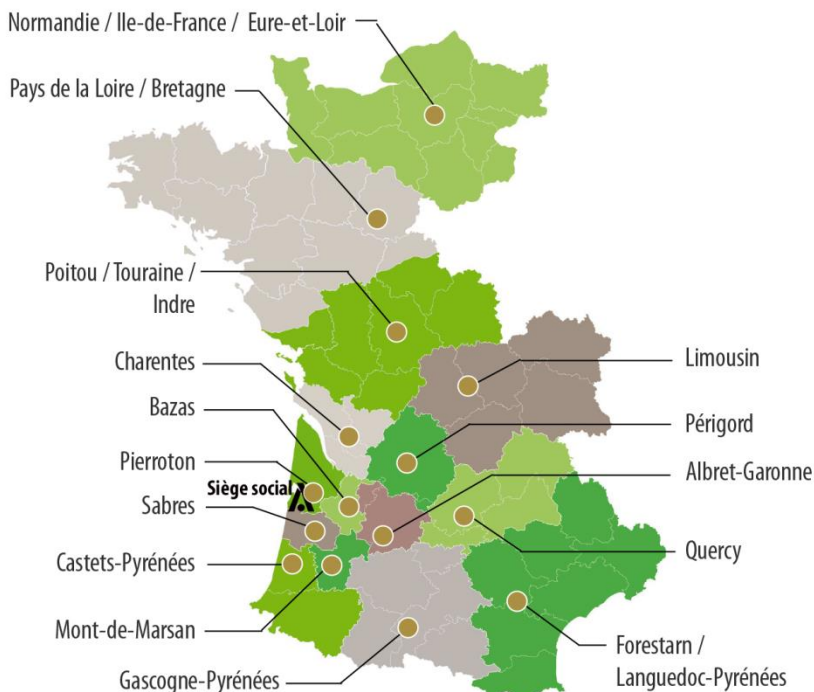 Normandie / Ile-de-France / Eure-et-Loir
Pays de la Loire / Bretagne
Poitou / Touraine /
Indre
Charentes
Bazas
Pierroton
Siège social
Sabres
Castets-Pyrénées
Mont-de-Marsan
Gascogne-Pyrénées
Limousin
Périgord
Albret-Garonne
Quercy
Forestarn /
Languedoc-Pyrénées